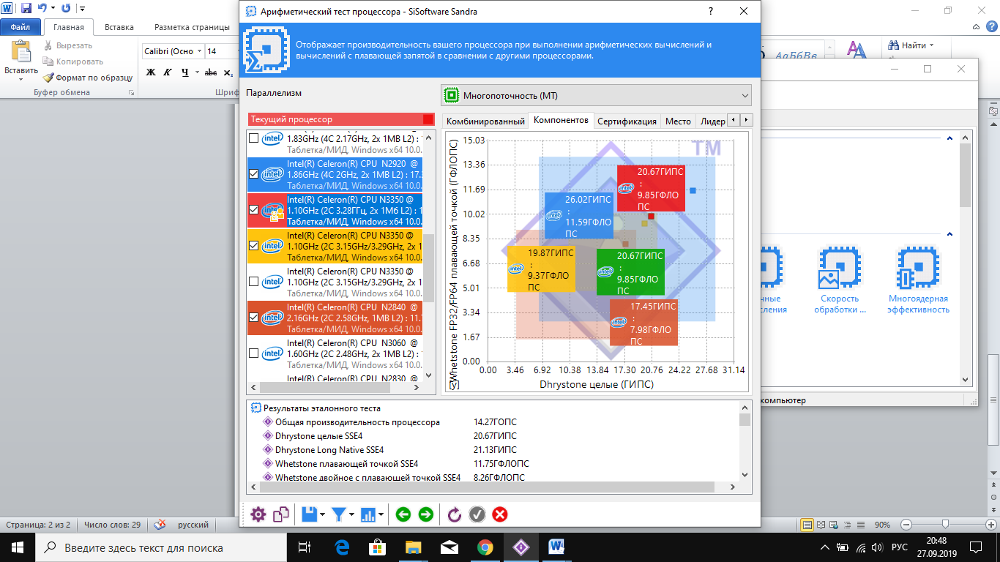 Арифметический тест процессора - SiSoftware Sandra
?
Файл
Главная
Вставка
Разметка страницы
Вставить
Вырезать
Копировать
Формат по образцу
Буфер обмена
Calibri (Осно
14
Ж К Ч abc x₂
Шриф
АаБбВв
Найти
Отображает производительность вашего процессора при выполнении арифметических вычислений и
вычислений с плавающей запятой в сравнении с другими процессорами.
Параллелизм
Многопоточность (МТ)
Текущий процессор
1.83GHz (4C 2.17GHz, 2x 1MB L2) :
Таблетка/МИД, Windows x64 10.0.
Intel(R) Celeron(R) CPU N2920 @
1.86GHz (4C 2GHz, 2x 1MB L2) : 17.
Таблетка/МИД, Windows x64 10.0.
Intel(R) Celeron(R) CPU N3350 @
1.10GHz (2C 3.28ГГц, 2x 1Мб L2) :
Таблетка/МИД, Windows x64 10.0.
Intel(R) Celeron(R) CPU N3350 @
1.10GHz (2C 3.15GHz/3.29GHz, 2x 1
Таблетка/МИД, Windows x64 10.0.
Intel(R) Celeron(R) CPU N3350 @
1.10GHz (2C 3.15GHz/3.29GHz, 2x 1
Таблетка/МИД, Windows x64 10.0.
Intel(R) Celeron(R) CPU N2840 @
2.16GHz (2C 2.58GHz, 1MB L2) : 11.
Таблетка/МИД, Windows x64 10.0.
Intel(R) Celeron(R) CPU N3060 @
1.60GHz (2C 2.48GHz, 2x 1MB L2) :
Таблетка/МИД, Windows x64 10.0.
Intel(R) Celeron(R) CPU N2830 @
Комбинированный
Компонентов
Сертификация
Место
Лидер
TM
[y]Whetstone FP32/FP64 плавающей точкой (ГФЛОПС)
15.03
13.36
11.69
10.02
8.35
6.68
5.01
3.34
1.67
0.00
20.67ГИПС
:
9.85ГФЛО
ПС
26.02ГИПС
:
11.59ГФЛО
ПС
19.87ГИПС
:
9.37ГФЛО
ПС
20.67ГИПС
:
9.85ГФЛО
ПС
17.45ГИПС
:
7.98ГФЛО
ПС
0.00 3.46 6.92 10.38 13.84 17.30 20.76 24.22 27.68 31.14
Dhrystone целые (ГИПС)
чные
сления
Скорость
обработки ...
Многоядерная
эффективность
компьютер
Результаты эталонного теста
Общая производительность процессора 14.27ГОПС
Dhrystone целые SSE4 20.67ГИПС
Dhrystone Long Native SSE4 21.13ГИПС
Whetstone плавающей точкой SSE4 11.75ГФЛОПС
Whetstone двойное с плавающей точкой SSE4 8.26ГФЛОПС
Страница: 2 из 2
Число слов: 29
русский
90%
Введите здесь текст для поиска
РУС
20:48
27.09.2019